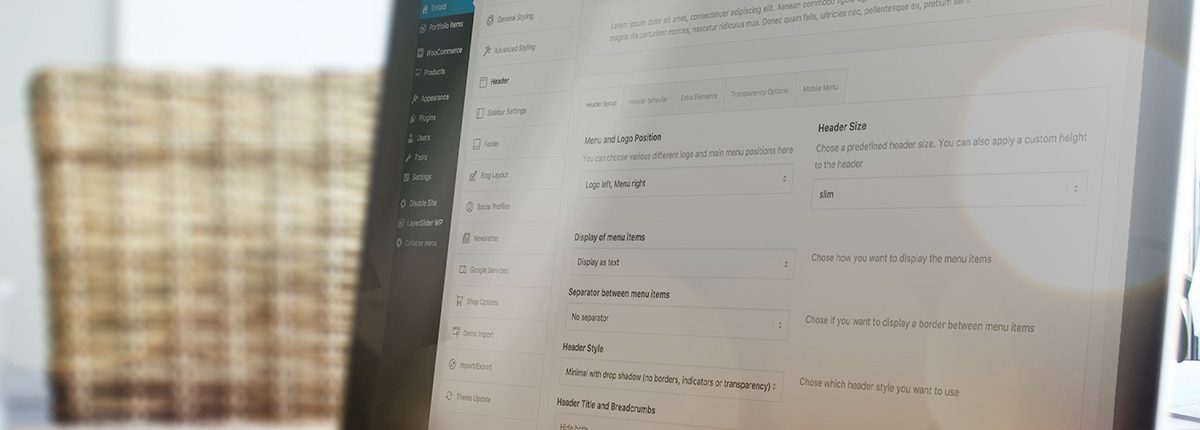 Enfold
Portfolio Items
WooCommerce
Products
Appearance
Plugins
Users
Tools
Settings
Disable Site
LayerSlider WP
Collapse menu
General Styling
Advanced Styling
Header
Sidebar Settings
Footer
Blog Layout
Social Profiles
Newsletter
Google Services
Shop Options
Demo Import
Import/Export
Theme Update
Lorem ipsum dolor sit amet, consectetuer adipiscing elit. Aenean commodo
magnis dis parturient montes, nascetur ridiculus mus. Donec quam felis, ultricies nec, pellentesque eu, pretium sem.
Header layout
Header behavior
Extra Elements
Transparency Options
Mobile Menu
Menu and Logo Position
You can choose various different logo and main menu positions here
Logo left, Menu right
Header Size
Chose a predefined header size. You can also apply a custom height
to the header
slim
Display of menu items
Display as text
Chose how you want to display the menu items
Separator between menu items
No separator
Chose if you want to display a border between menu items
Header Style
Minimal with drop shadow (no borders, indicators or transparency)
Chose which header style you want to use
Header Title and Breadcrumbs
Hide both